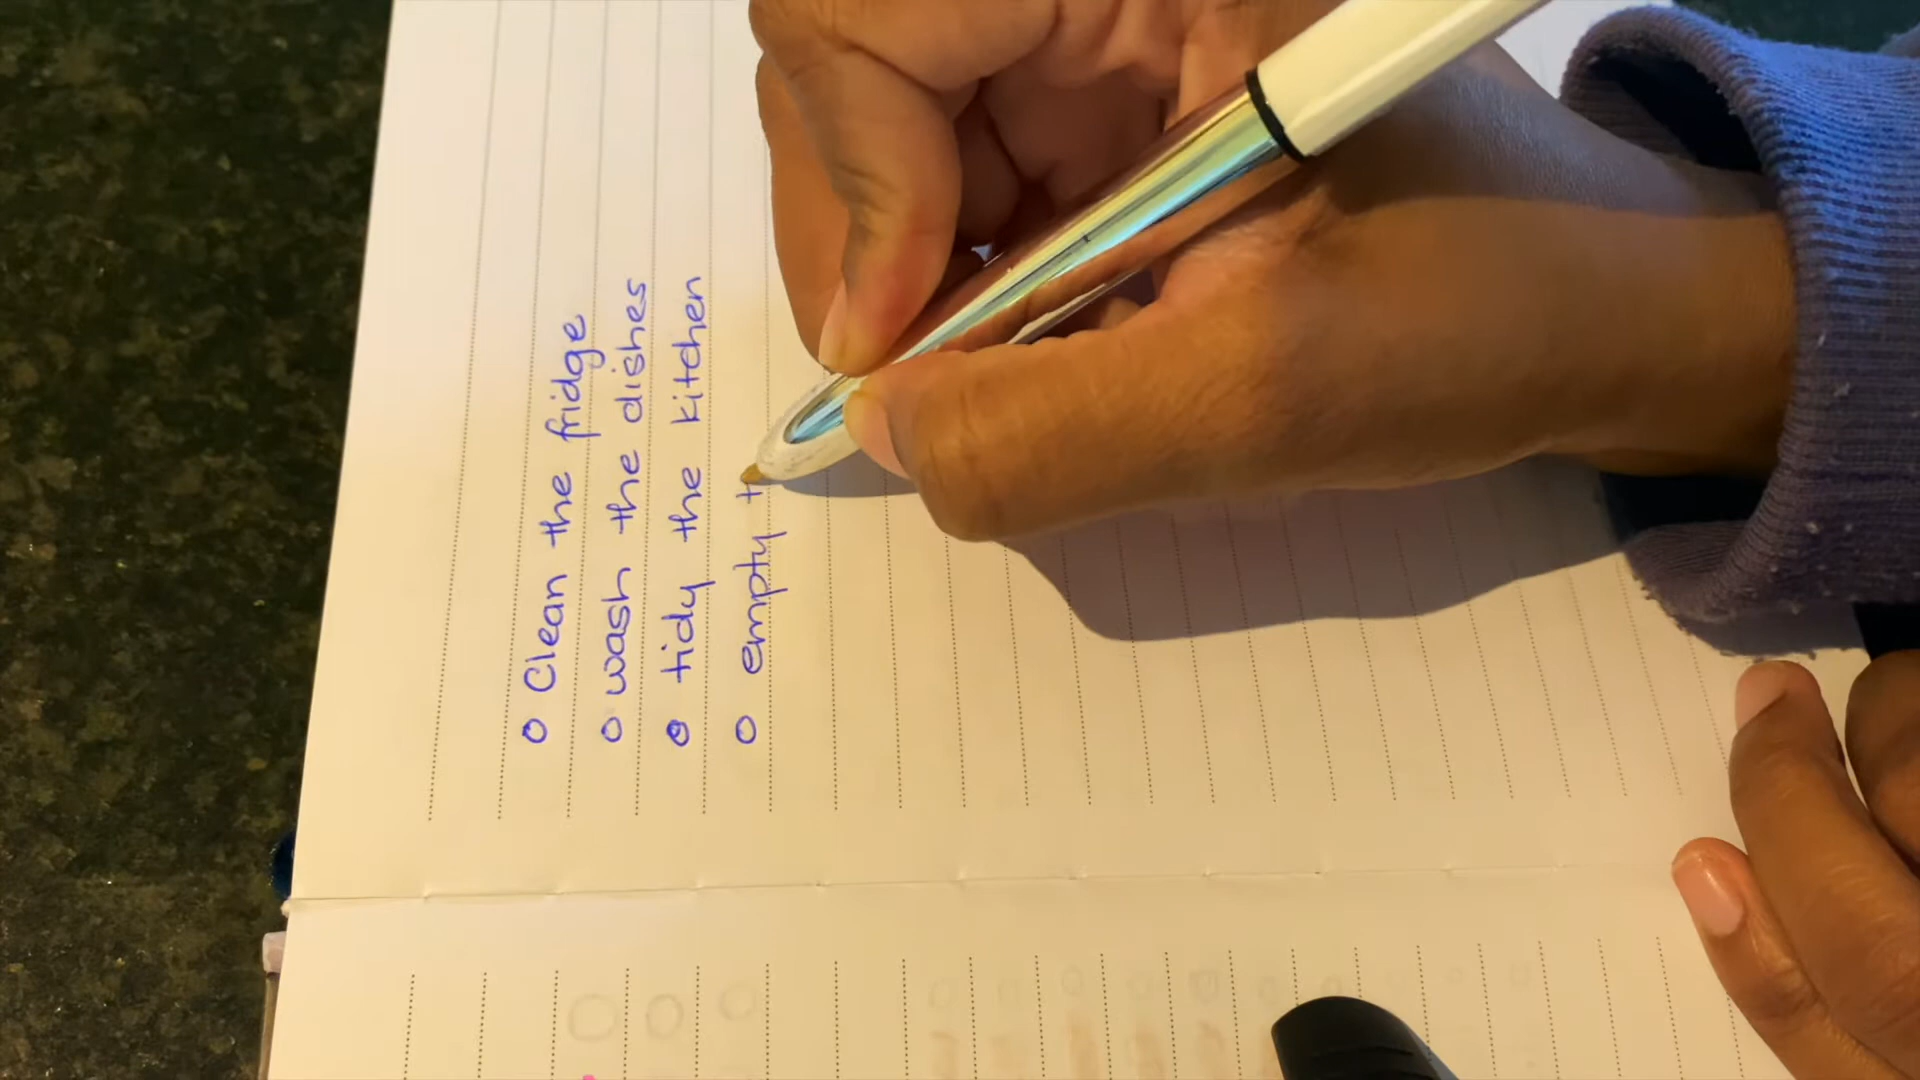 o Clean the fridge
o wash the dishes
o tidy the kitchen
o empty t